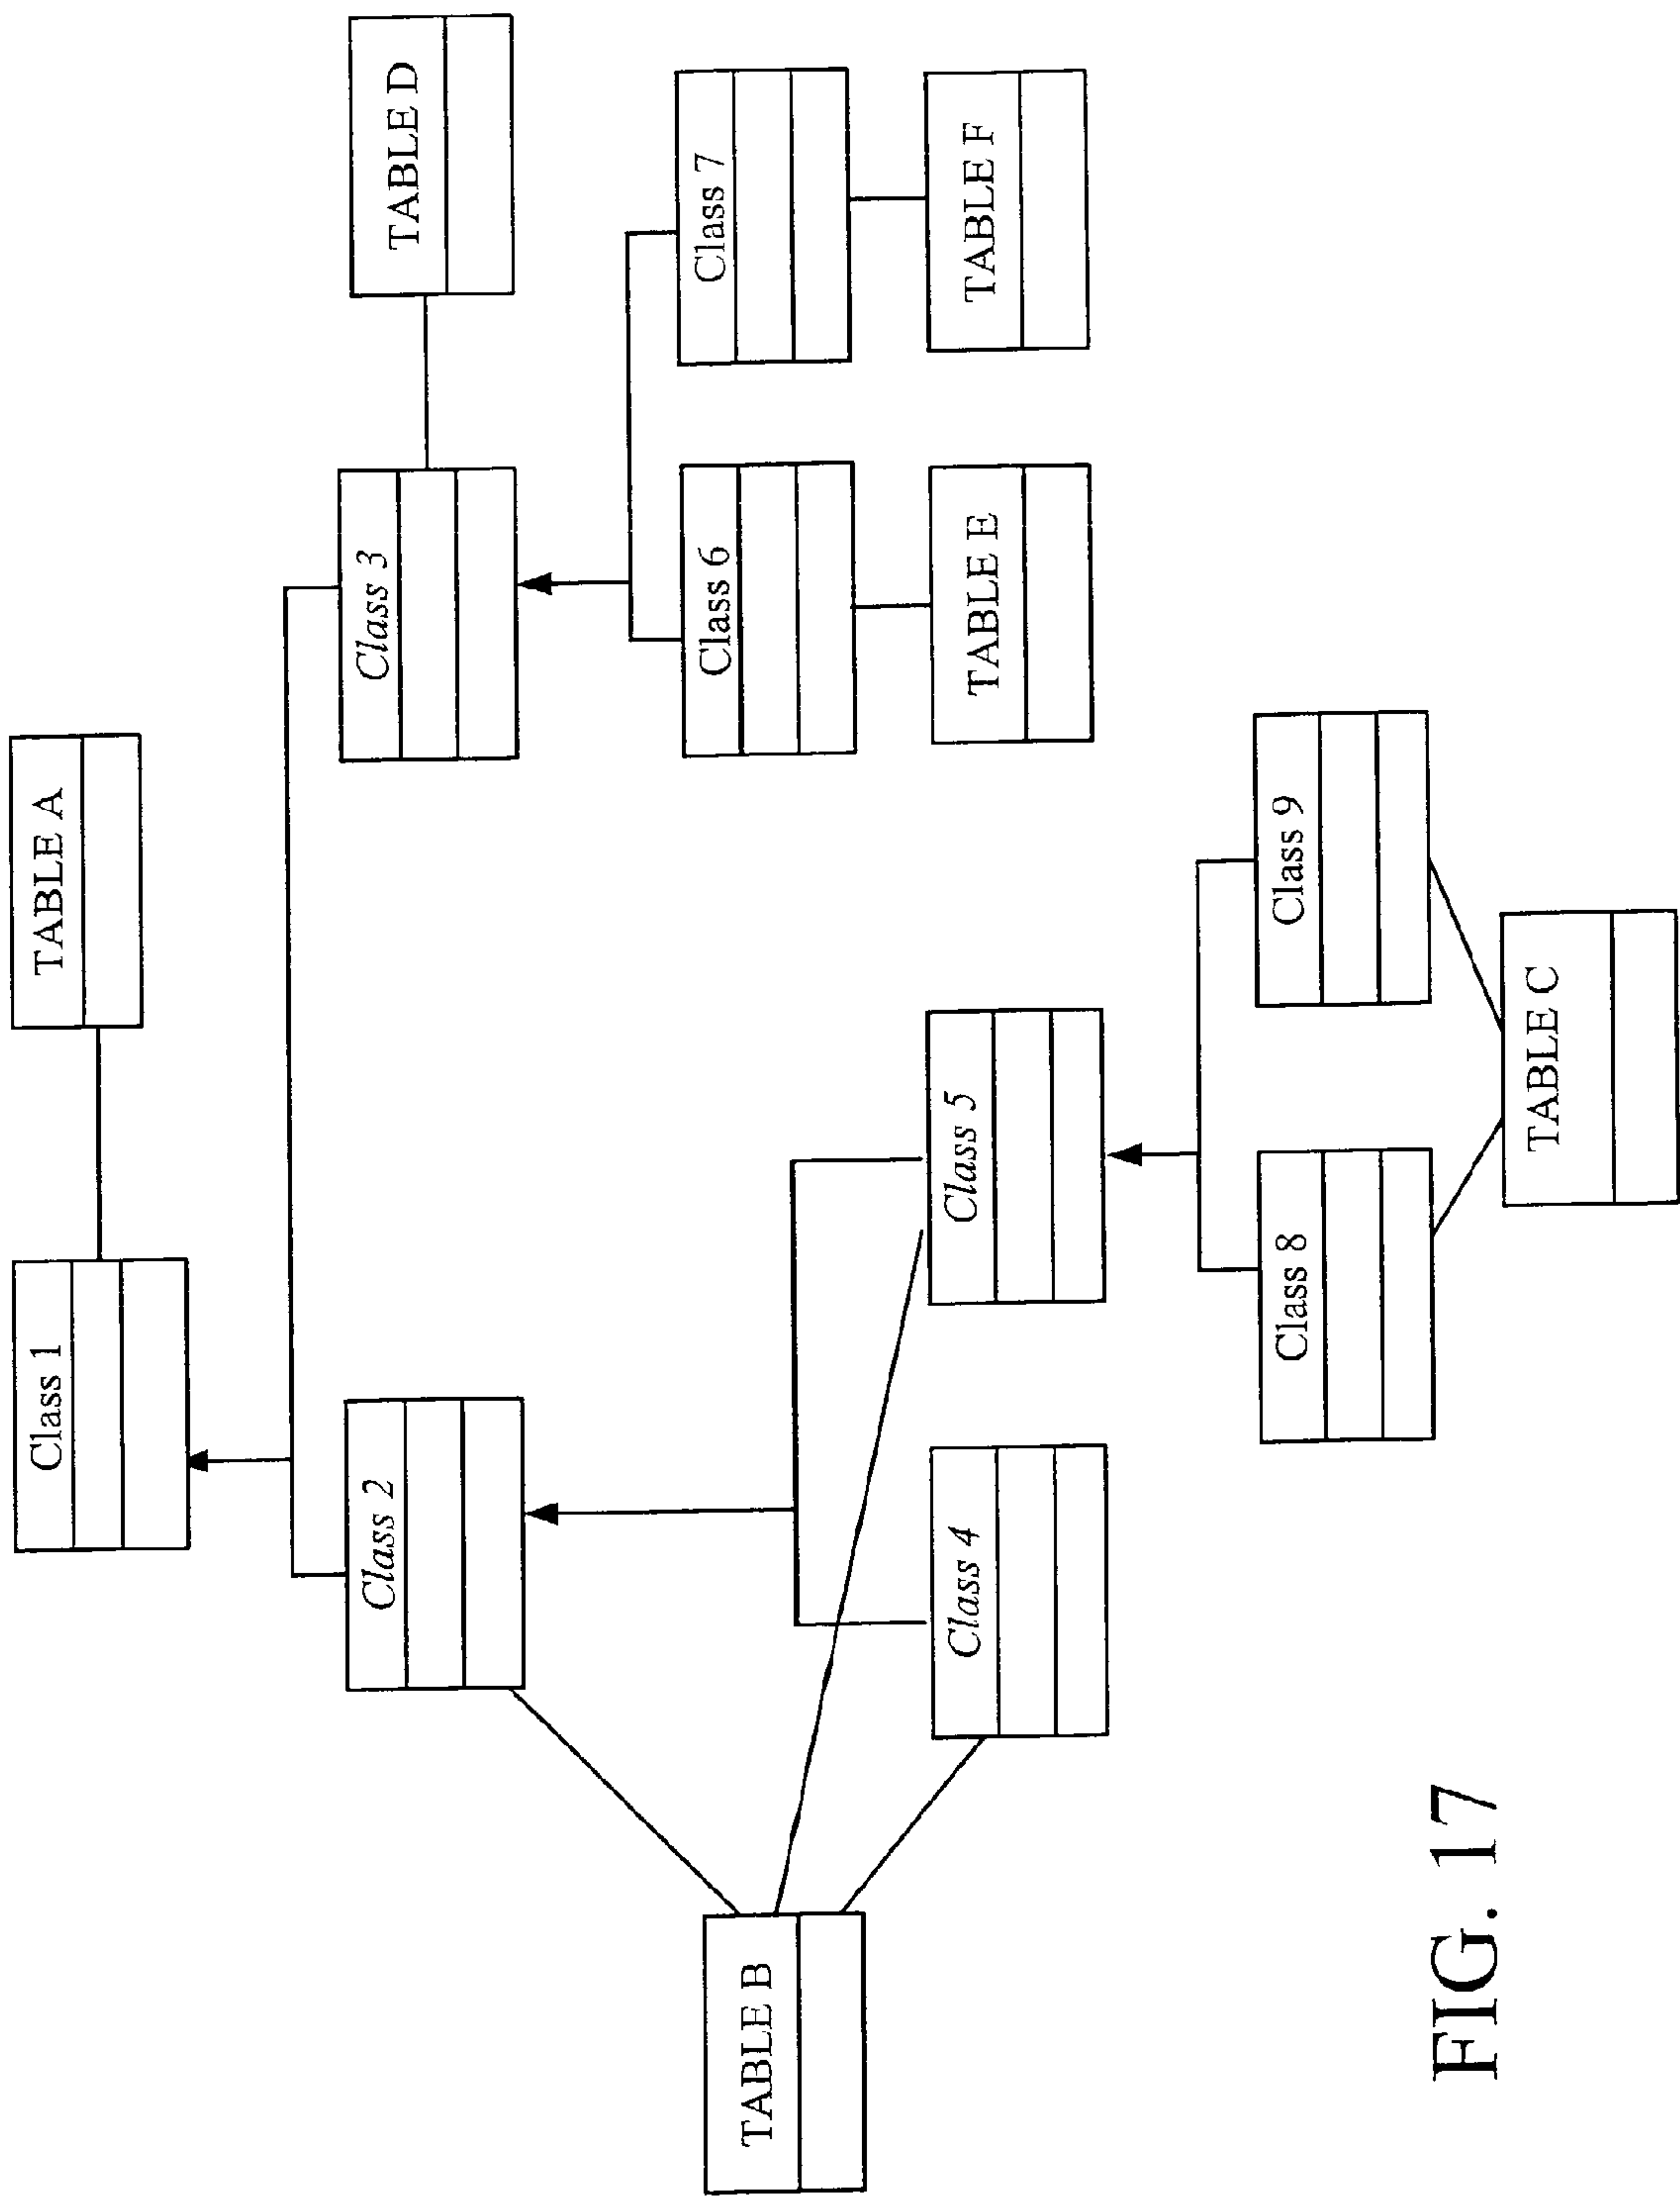 Class 1
TABLE A
Class 2
Class 3
TABLE D
TABLE B
Class 6
Class 7
Class 4
Class 5
TABLE E
TABLE F
Class 8
Class 9
TABLE C
FIG. 17